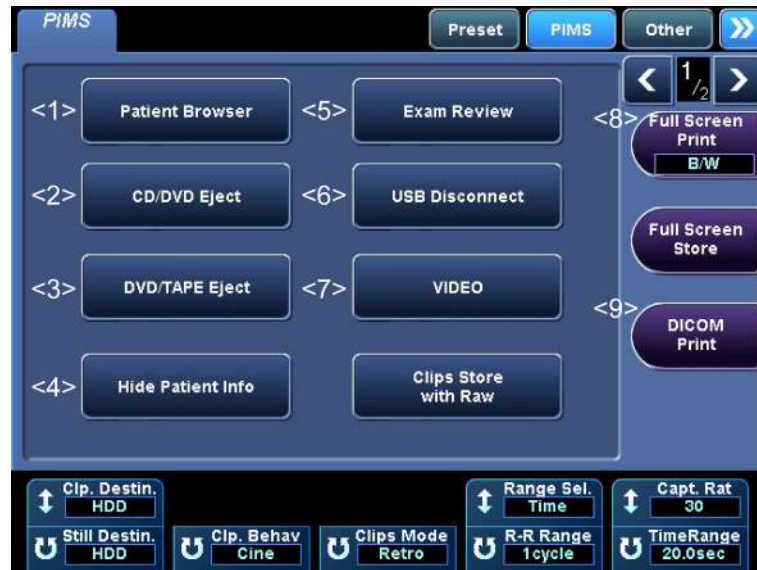 PIMS
Preset
PIMS
Other
1/2
<1>
Patient Browser
<5>
Exam Review
<8>
Full Screen
Print
B/W
<2>
CD/DVD Eject
<6>
USB Disconnect
Full Screen
Store
<3>
DVD/TAPE Eject
<7>
VIDEO
<9>
DICOM
Print
<4>
Hide Patient Info
Clips Store
with Raw
Clp. Destin.
HDD
Range Sel.
Time
Capt. Rat
30
Still Destin.
HDD
Clp. Behav
Cine
Clips Mode
Retro
R-R Range
1cycle
TimeRange
20.0sec